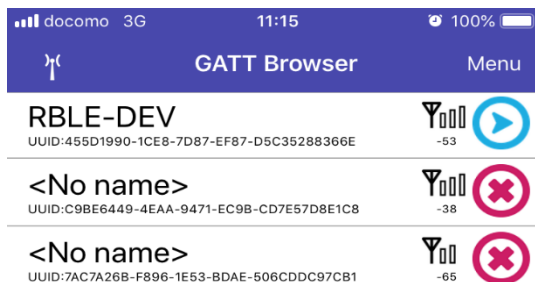 docomo 3G 11:15 100%
GATT Browser Menu
RBLE-DEV
UUID:455D1990-1CE8-7D87-EF87-D5C35288366E -53
<No name>
UUID:C9BE6449-4EAA-9471-EC9B-CD7E57D8E1C8 -38
<No name>
UUID:7AC7A26B-F896-1E53-BDAE-506CDDC97CB1 -65